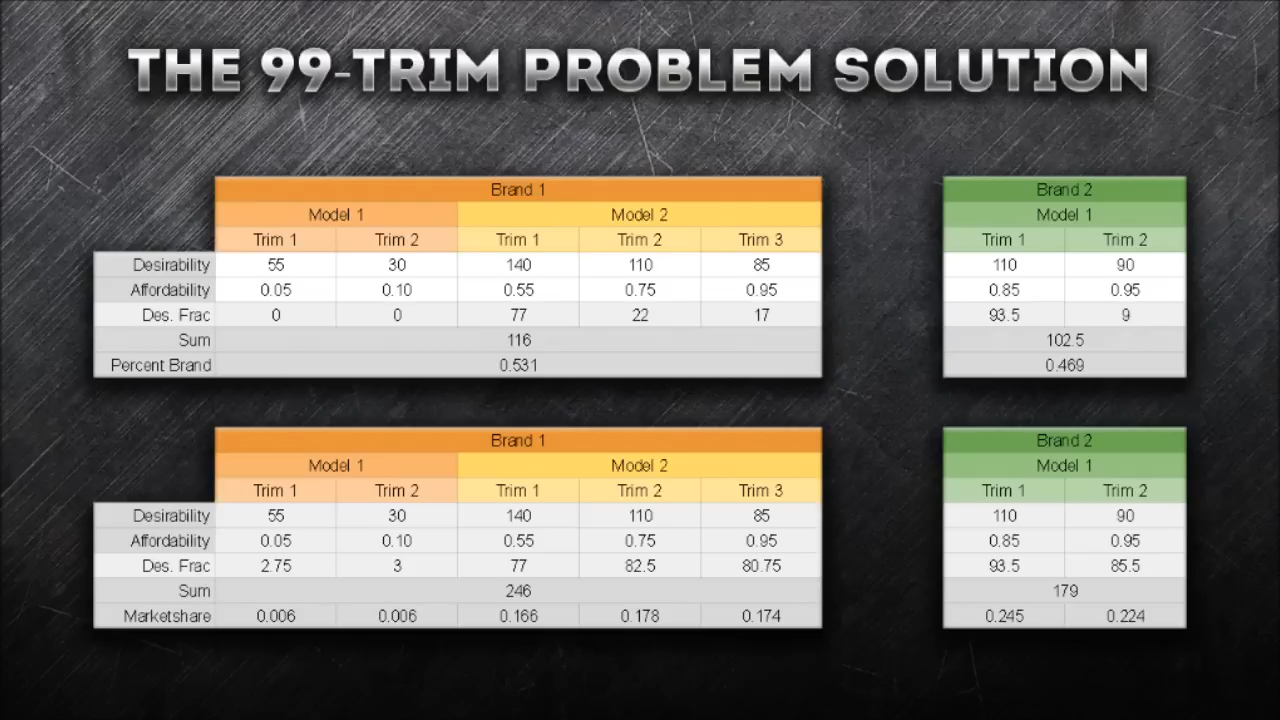 THE 99-TRIM PROBLEM SOLUTION
Brand 1 Brand 2
Model 1 Model 2 Model 1
Trim 1 Trim 2 Trim 1 Trim 2 Trim 3 Trim 1 Trim 2
Desirability 55 30 140 110 85 110 90
Affordability 0.05 0.10 0.55 0.75 0.95 0.85 0.95
Des. Frac 0 0 77 22 17 93.5 9
Sum 116 102.5
Percent Brand 0.531 0.469
Brand 1 Brand 2
Model 1 Model 2 Model 1
Trim 1 Trim 2 Trim 1 Trim 2 Trim 3 Trim 1 Trim 2
Desirability 55 30 140 110 85 110 90
Affordability 0.05 0.10 0.55 0.75 0.95 0.85 0.95
Des. Frac 2.75 3 77 82.5 80.75 93.5 85.5
Sum 246 179
Marketshare 0.006 0.006 0.166 0.178 0.174 0.245 0.224